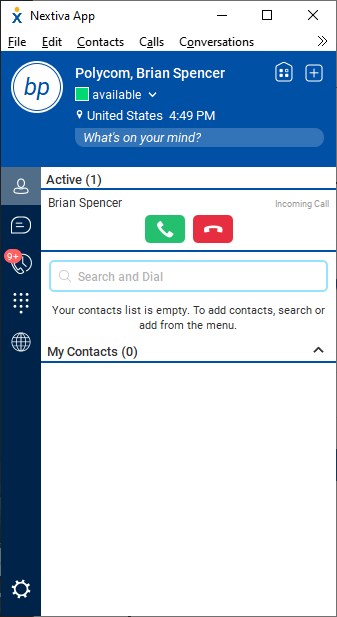 Nextiva App
File Edit Contacts Calls Conversations
bp
Polycom, Brian Spencer
available
United States 4:49 PM
What's on your mind?
Active (1)
Brian Spencer Incoming Call
9+
Search and Dial
Your contacts list is empty. To add contacts, search or
add from the menu.
My Contacts (0)